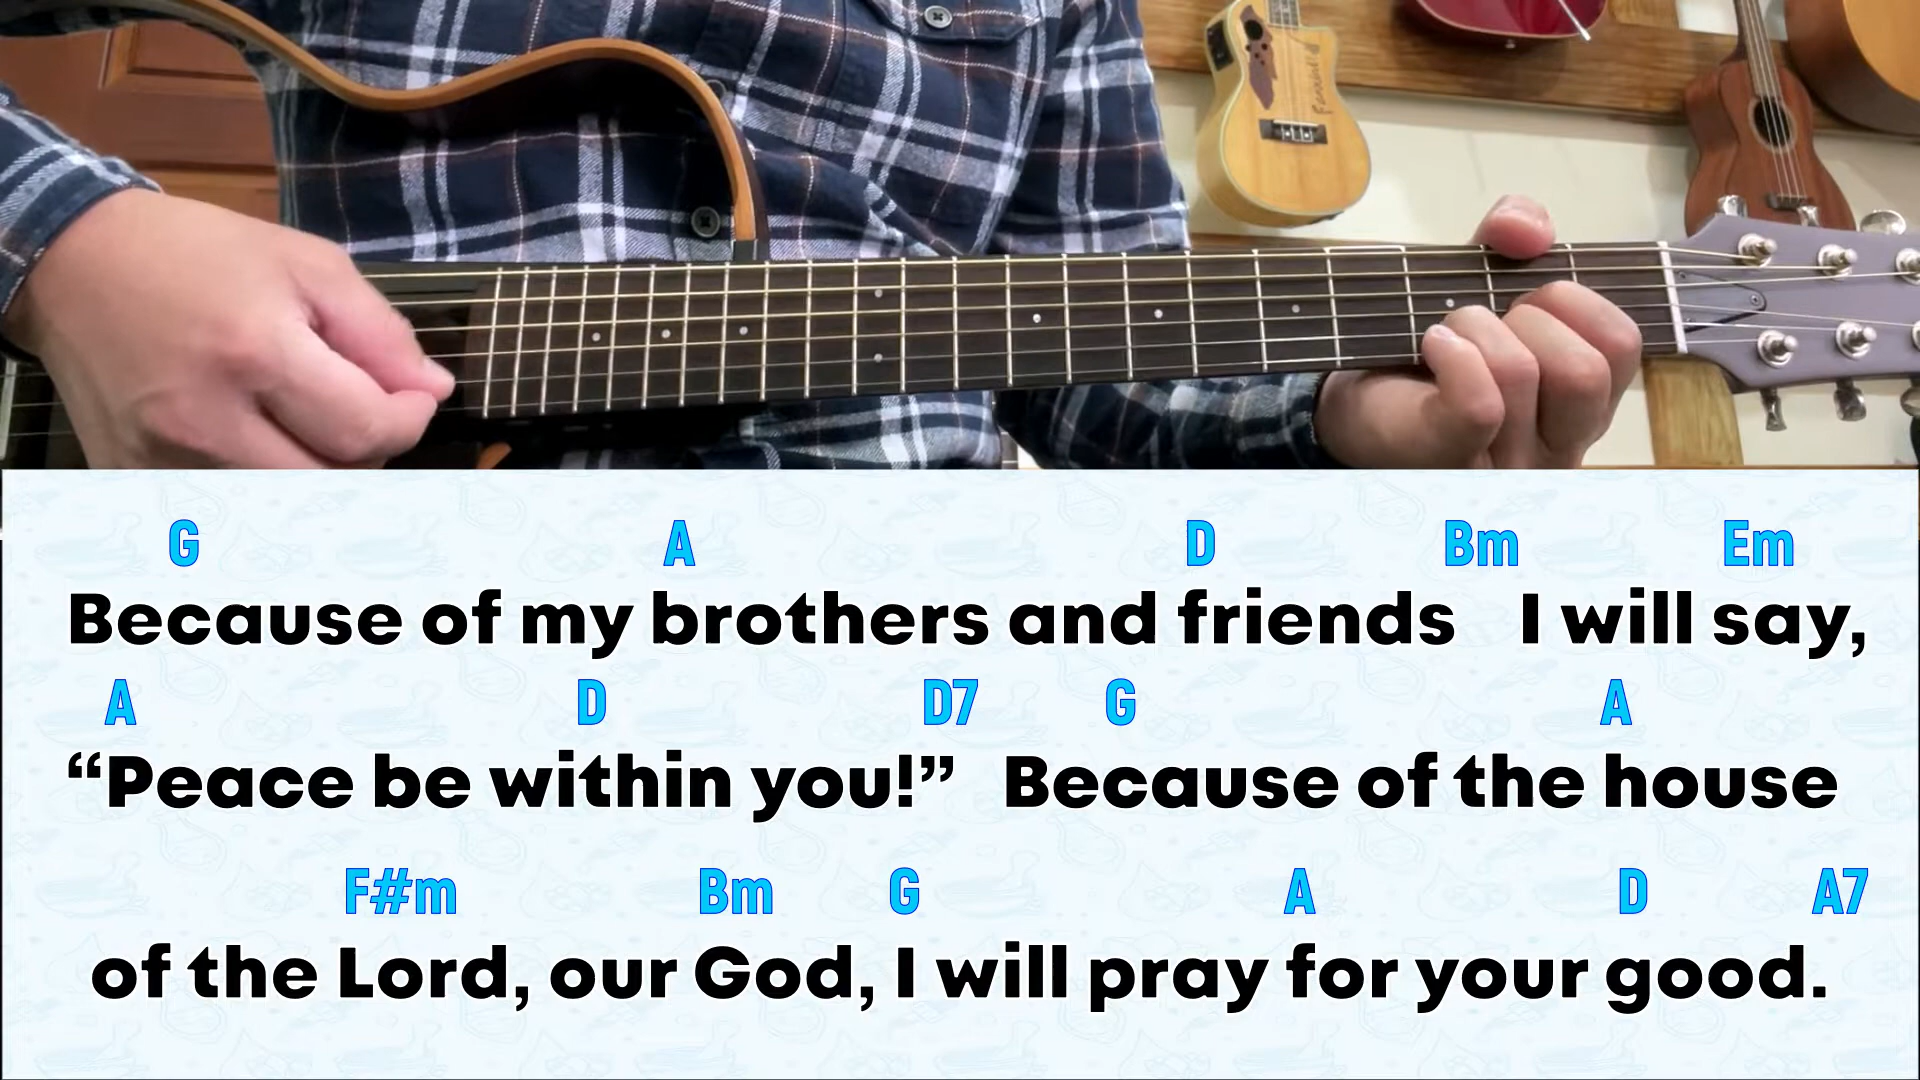 G A D Bm Em
Because of my brothers and friends I will say,
A D D7 G A
“Peace be within you!” Because of the house
F#m Bm G A D A7
of the Lord, our God, I will pray for your good.